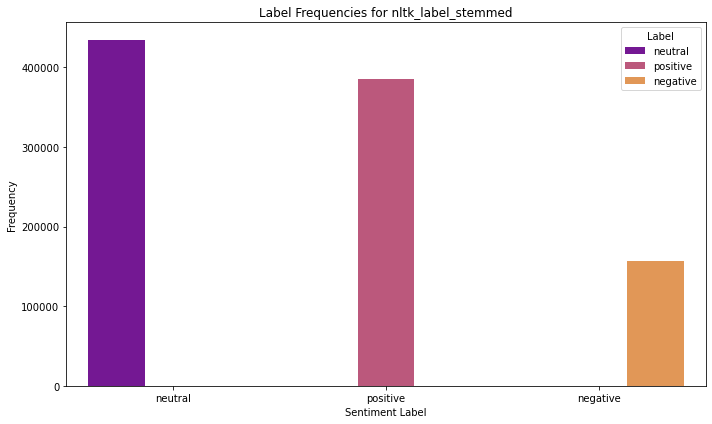 Label Frequencies for nltk_label_stemmed
Label
neutral
positive
negative
Frequency
400000
300000
200000
100000
0
neutral positive negative
Sentiment Label